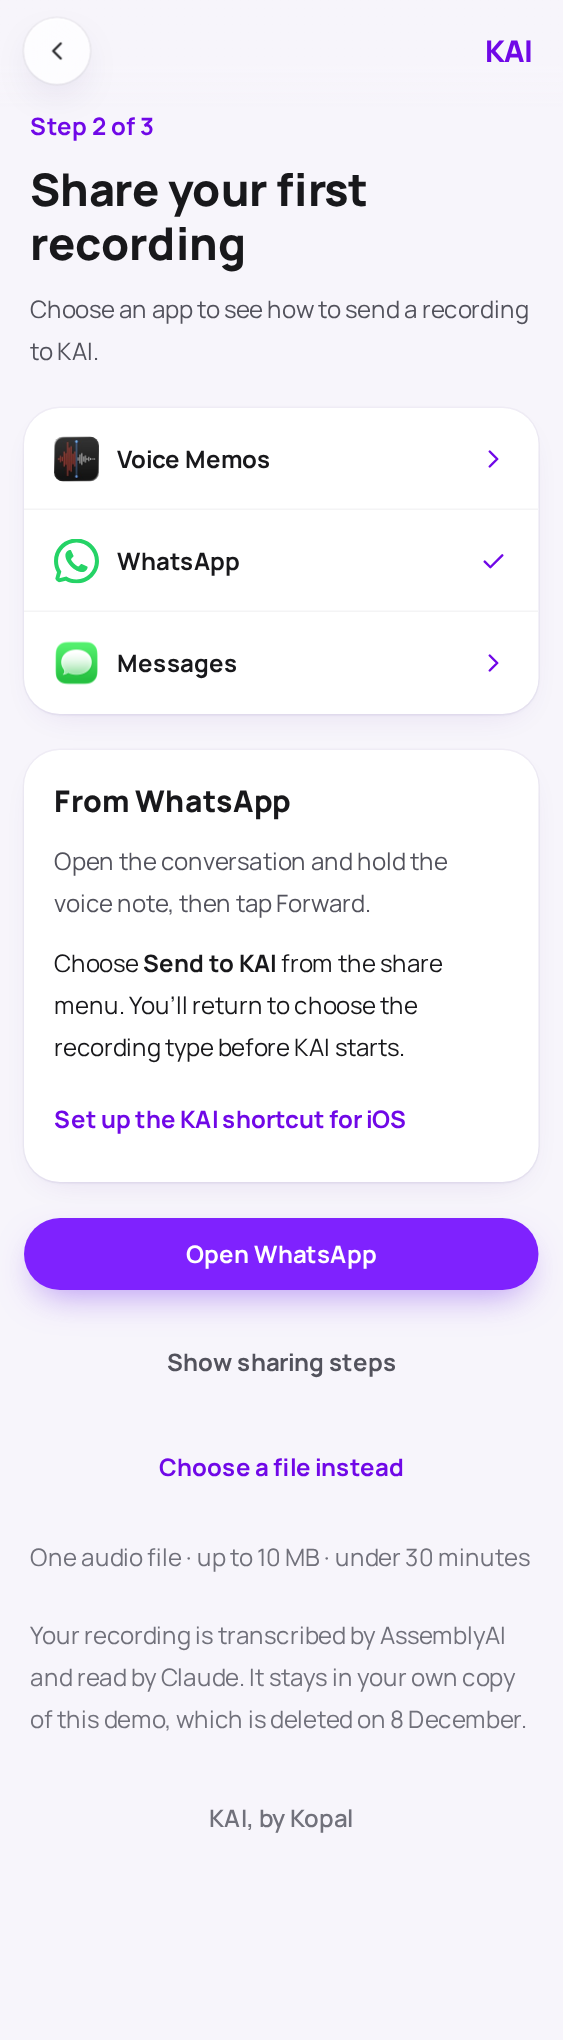 KAI
Step 2 of 3
Share your first
recording
Choose an app to see how to send a recording
to KAI.
Voice Memos
WhatsApp
Messages
From WhatsApp
Open the conversation and hold the
voice note, then tap Forward.
Choose Send to KAI from the share
menu. You’ll return to choose the
recording type before KAI starts.
Set up the KAI shortcut for iOS
Open WhatsApp
Show sharing steps
Choose a file instead
One audio file · up to 10 MB · under 30 minutes
Your recording is transcribed by AssemblyAI
and read by Claude. It stays in your own copy
of this demo, which is deleted on 8 December.
KAI, by Kopal